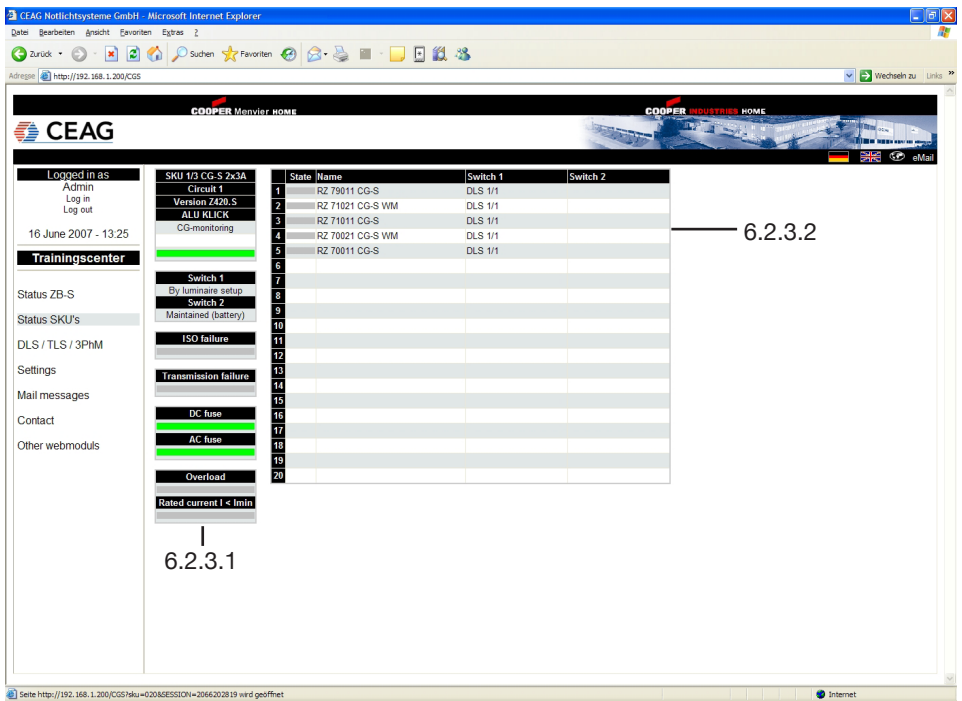 CEAG Notlichtsysteme GmbH - Microsoft Internet Explorer
Datei Bearbeiten Ansicht Favoriten Extras ?
Zurück Suchen Favoriten
Adresse http://192.168.1.200/CGS Wechseln zu Links »
COOPER Menvier HOME COOPER INDUSTRIES HOME
CEAG
eMail
Logged in as
Admin
Log in
Log out
16 June 2007 - 13:25
Trainingscenter
Status ZB-S
Status SKU's
DLS / TLS / 3PhM
Settings
Mail messages
Contact
Other webmoduls
SKU 1/3 CG-S 2x3A
Circuit 1
Version Z420.S
ALU KLICK
CG-monitoring
Switch 1
By luminaire setup
Switch 2
Maintained (battery)
ISO failure
Transmission failure
DC fuse
AC fuse
Overload
Rated current I < Imin
6.2.3.1
State Name Switch 1 Switch 2
1 RZ 79011 CG-S DLS 1/1
2 RZ 71021 CG-S WM DLS 1/1
3 RZ 71011 CG-S DLS 1/1
4 RZ 70021 CG-S WM DLS 1/1
5 RZ 70011 CG-S DLS 1/1
6
7
8
9
10
11
12
13
14
15
16
17
18
19
20
6.2.3.2
Seite http://192.168.1.200/CGS?sku=020&SESSION=2066202819 wird geöffnet Internet